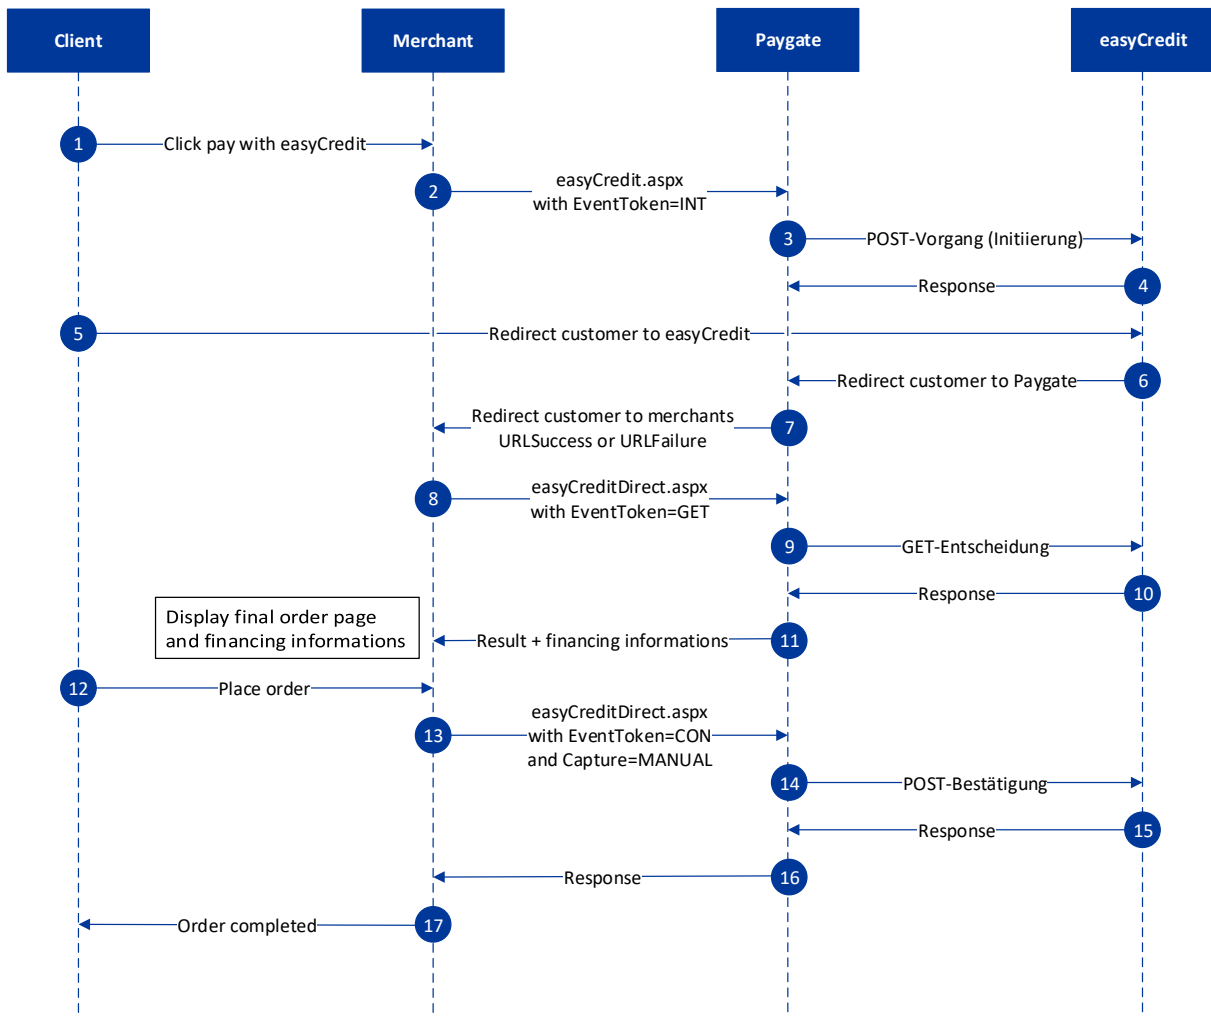 Client
Merchant
Paygate
easyCredit
1
Click pay with easyCredit
2
easyCredit.aspx
with EventToken=INT
3
POST-Vorgang (Initiierung)
Response
4
5
Redirect customer to easyCredit
Redirect customer to Paygate
6
Redirect customer to merchants
URLSuccess or URLFailure
7
8
easyCreditDirect.aspx
with EventToken=GET
9
GET-Entscheidung
Response
10
Display final order page
and financing informations
Result + financing informations
11
12
Place order
13
easyCreditDirect.aspx
with EventToken=CON
and Capture=MANUAL
14
POST-Bestätigung
Response
15
Response
16
Order completed
17